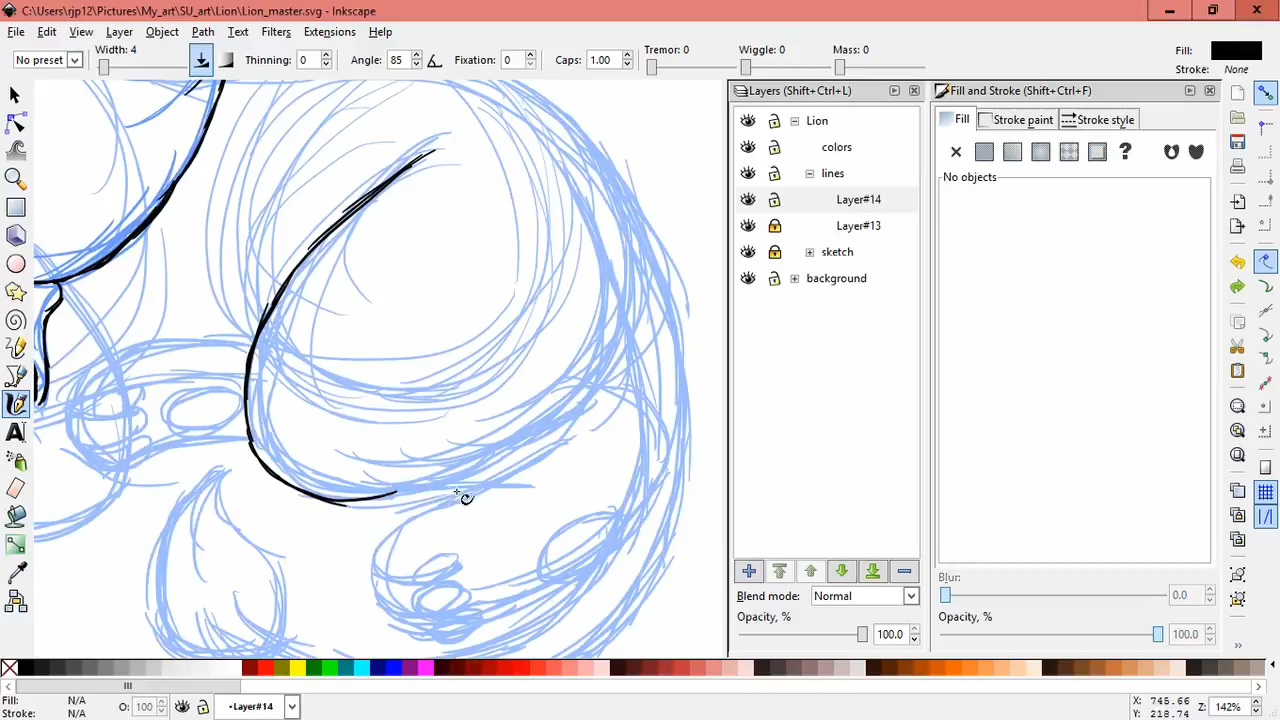 C:\Users\rjp12\Pictures\My_art\SU_art\Lion\Lion_master.svg - Inkscape
File Edit View Layer Object Path Text Filters Extensions Help
No preset Width: 4 Thinning: 0 Angle: 85 Fixation: 0 Caps: 1.00 Tremor: 0 Wiggle: 0 Mass: 0 Fill:
Stroke: None
Layers (Shift+Ctrl+L) Fill and Stroke (Shift+Ctrl+F)
Lion Fill Stroke paint Stroke style
colors
lines
No objects
Layer#14
Layer#13
sketch
background
Blend mode: Normal
Opacity, %
100.0
Blur:
0.0
Opacity, %
100.0
Fill: N/A
Stroke: N/A
O: 100
•Layer#14
X: 745.66
Y: 218.74
Z: 142%